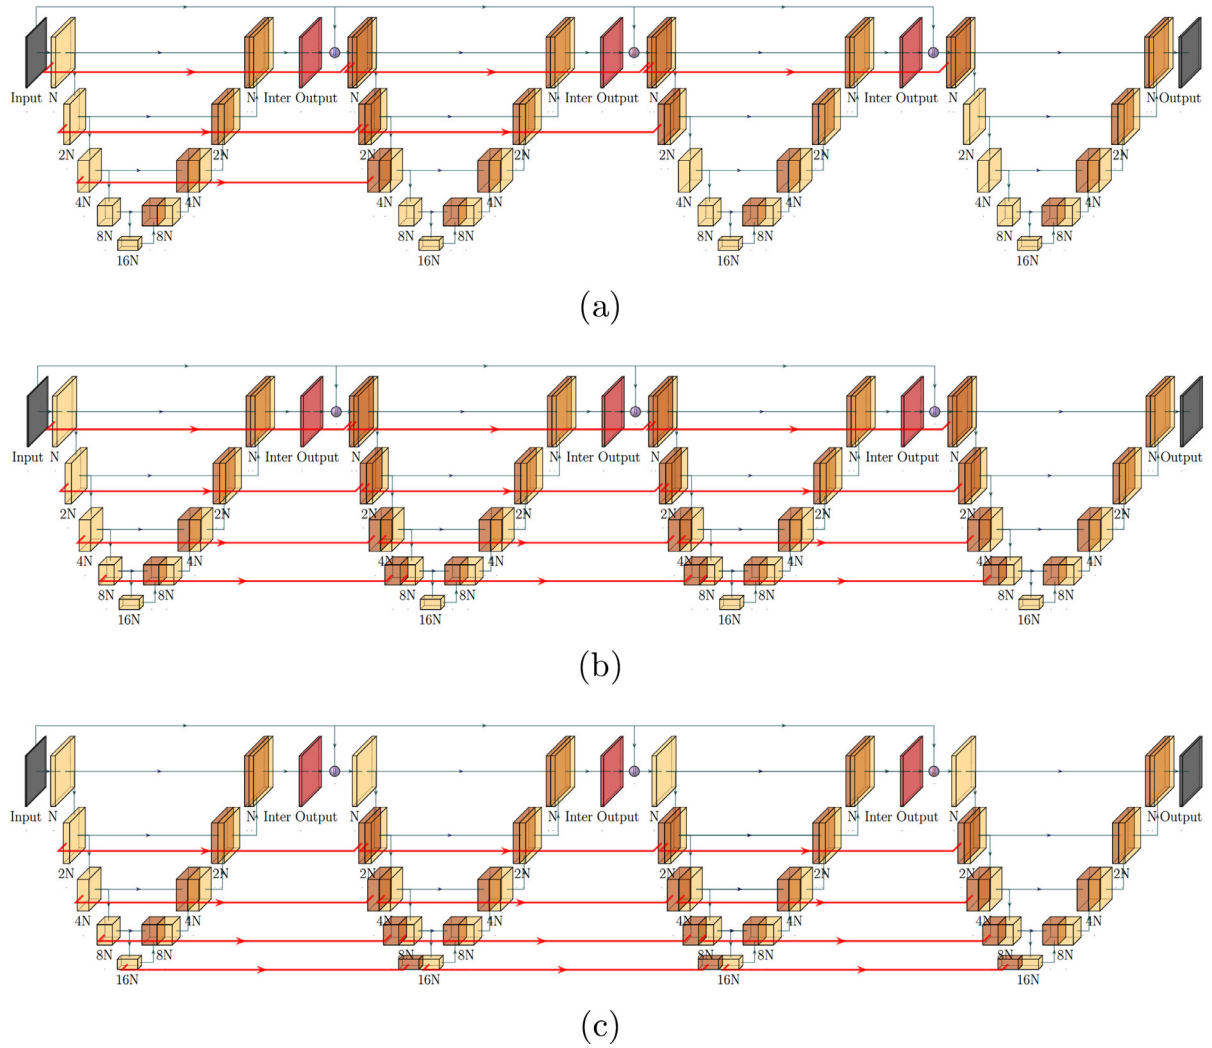 Input N N Inter Output N N Inter Output N N Inter Output N N Output
2N 2N 2N 2N 2N 2N 2N 2N
4N 4N 4N 4N 4N 4N 4N 4N
8N 8N 8N 8N 8N 8N 8N 8N
16N 16N 16N 16N
(a)
Input N N Inter Output N N Inter Output N N Inter Output N N Output
2N 2N 2N 2N 2N 2N 2N 2N
4N 4N 4N 4N 4N 4N 4N 4N
8N 8N 8N 8N 8N 8N 8N 8N
16N 16N 16N 16N
(b)
Input N N Inter Output N N Inter Output N N Inter Output N N Output
2N 2N 2N 2N 2N 2N 2N 2N
4N 4N 4N 4N 4N 4N 4N 4N
8N 8N 8N 8N 8N 8N 8N 8N
16N 16N 16N 16N
(c)